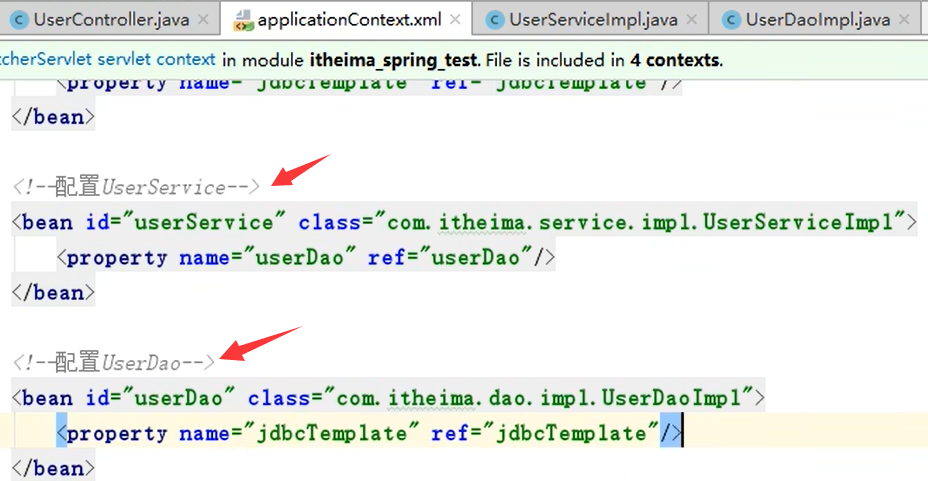 UserController.java × applicationContext.xml × UserServiceImpl.java × UserDaoImpl.java ×
cherServlet servlet context in module itheima_spring_test. File is included in 4 contexts.
<property name="jdbcTemplate" ref="jdbcTemplate"/>
</bean>
<!--配置UserService-->
<bean id="userService" class="com.itheima.service.impl.UserServiceImpl">
<property name="userDao" ref="userDao"/>
</bean>
<!--配置UserDao-->
<bean id="userDao" class="com.itheima.dao.impl.UserDaoImpl">
<property name="jdbcTemplate" ref="jdbcTemplate"/>
</bean>